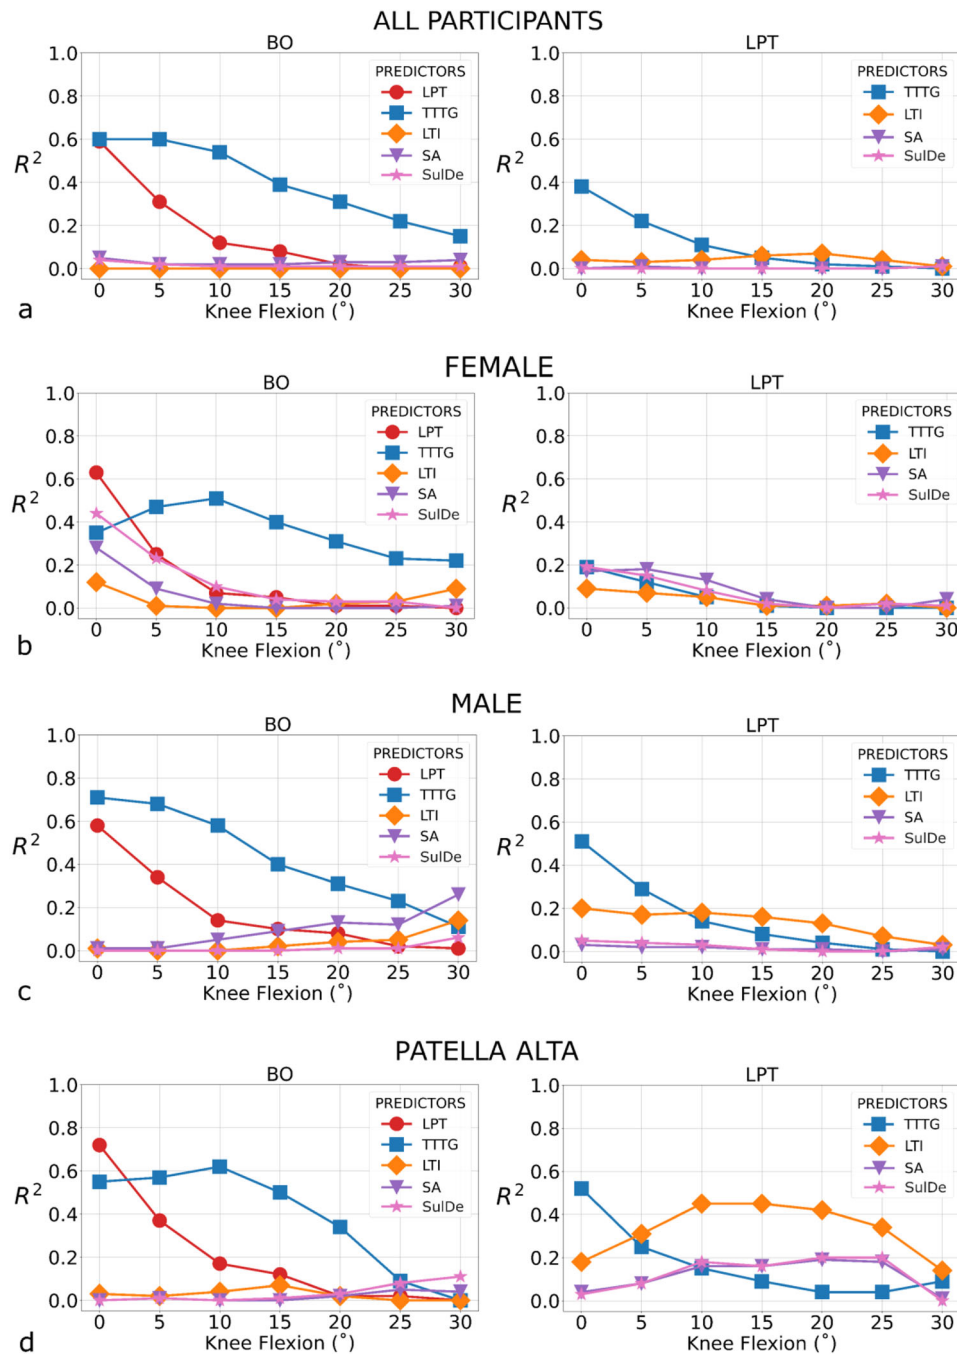 ALL PARTICIPANTS
BO
1.0
0.8
0.6
0.4
0.2
0.0
R²
PREDICTORS
LPT
TTTG
LTI
SA
SulDe
0 5 10 15 20 25 30
Knee Flexion (˚)
LPT
1.0
0.8
0.6
0.4
0.2
0.0
R²
PREDICTORS
TTTG
LTI
SA
SulDe
0 5 10 15 20 25 30
Knee Flexion (˚)
a
FEMALE
BO
1.0
0.8
0.6
0.4
0.2
0.0
R²
PREDICTORS
LPT
TTTG
LTI
SA
SulDe
0 5 10 15 20 25 30
Knee Flexion (˚)
LPT
1.0
0.8
0.6
0.4
0.2
0.0
R²
PREDICTORS
TTTG
LTI
SA
SulDe
0 5 10 15 20 25 30
Knee Flexion (˚)
b
MALE
BO
1.0
0.8
0.6
0.4
0.2
0.0
R²
PREDICTORS
LPT
TTTG
LTI
SA
SulDe
0 5 10 15 20 25 30
Knee Flexion (˚)
LPT
1.0
0.8
0.6
0.4
0.2
0.0
R²
PREDICTORS
TTTG
LTI
SA
SulDe
0 5 10 15 20 25 30
Knee Flexion (˚)
c
PATELLA ALTA
BO
1.0
0.8
0.6
0.4
0.2
0.0
R²
PREDICTORS
LPT
TTTG
LTI
SA
SulDe
0 5 10 15 20 25 30
Knee Flexion (˚)
LPT
1.0
0.8
0.6
0.4
0.2
0.0
R²
PREDICTORS
TTTG
LTI
SA
SulDe
0 5 10 15 20 25 30
Knee Flexion (˚)
d